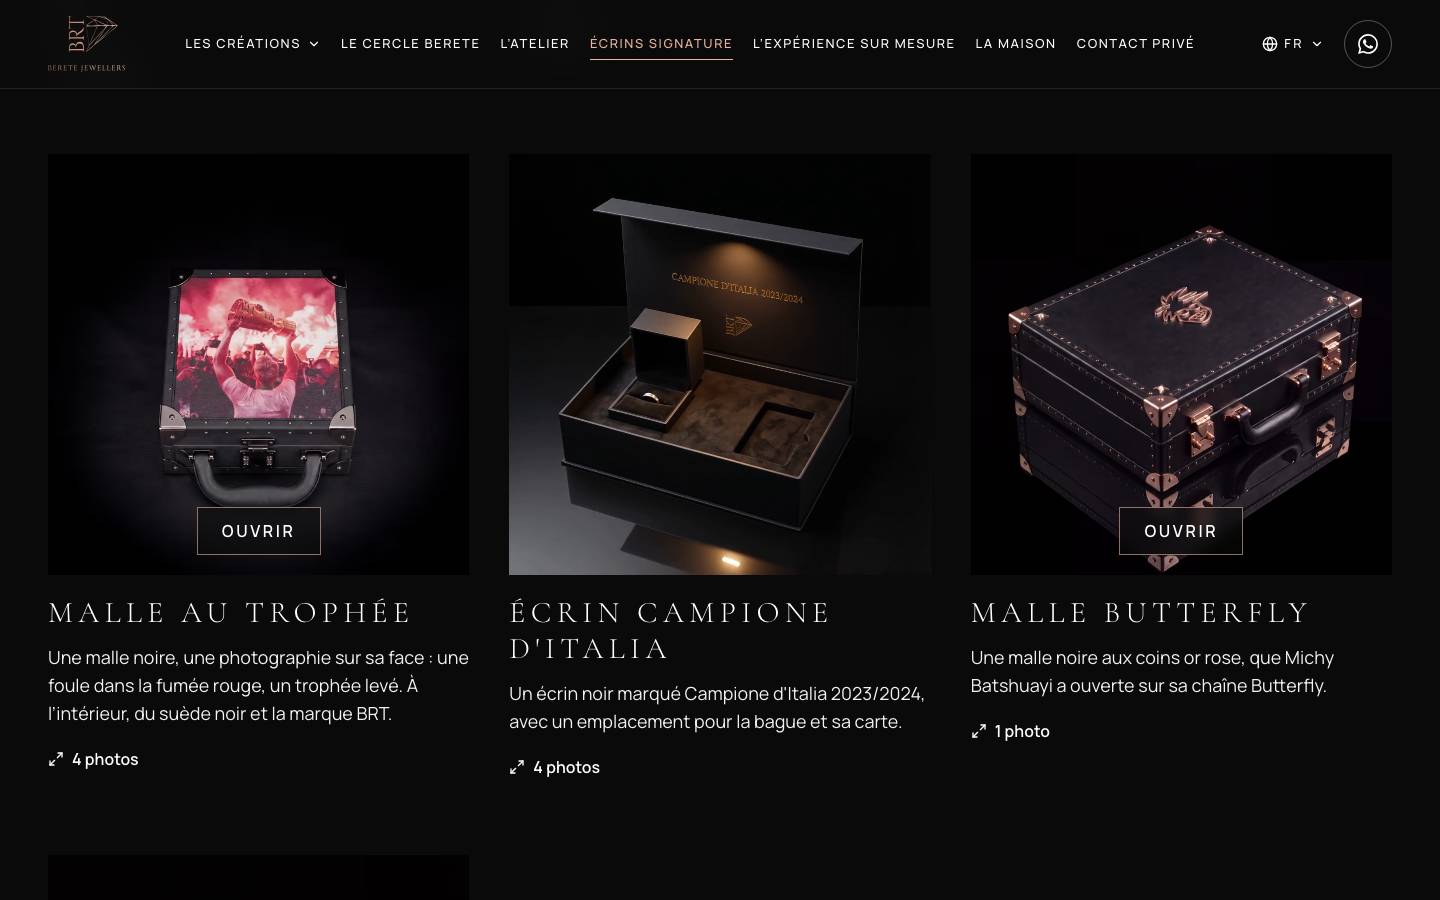 BRT
BERETE JEWELLERS
LES CRÉATIONS
LE CERCLE BERETE
L'ATELIER
ÉCRINS SIGNATURE
L'EXPÉRIENCE SUR MESURE
LA MAISON
CONTACT PRIVÉ
FR
OUVRIR
MALLE AU TROPHÉE
Une malle noire, une photographie sur sa face : une
foule dans la fumée rouge, un trophée levé. À
l'intérieur, du suède noir et la marque BRT.
4 photos
CAMPIONE D'ITALIA 2023/2024
BRT
ÉCRIN CAMPIONE
D'ITALIA
Un écrin noir marqué Campione d'Italia 2023/2024,
avec un emplacement pour la bague et sa carte.
4 photos
OUVRIR
MALLE BUTTERFLY
Une malle noire aux coins or rose, que Michy
Batshuayi a ouverte sur sa chaîne Butterfly.
1 photo